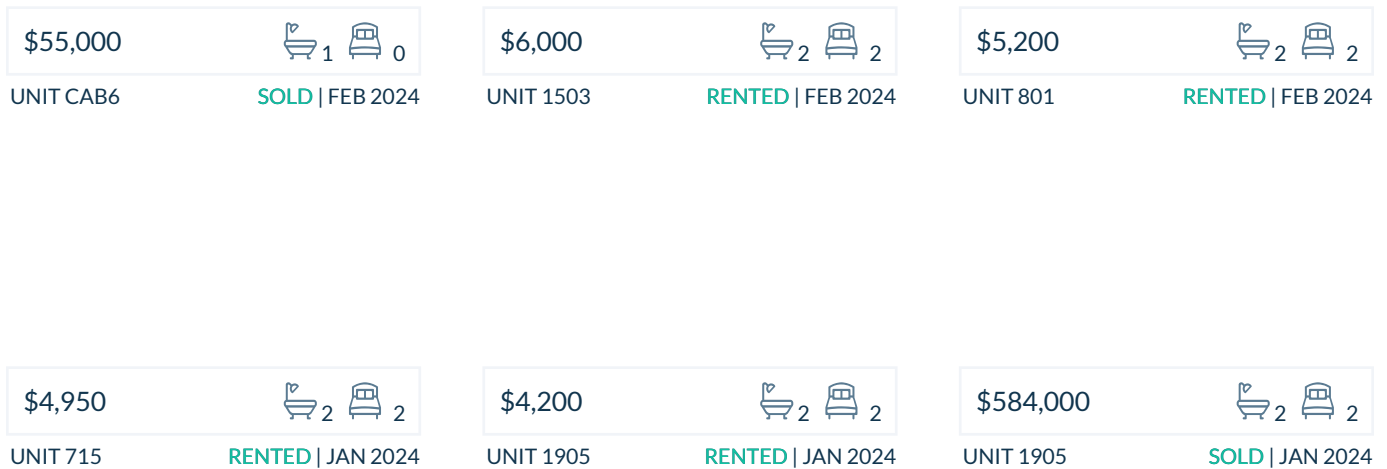 $55,000 1 0
UNIT CAB6 SOLD | FEB 2024
$6,000 2 2
UNIT 1503 RENTED | FEB 2024
$5,200 2 2
UNIT 801 RENTED | FEB 2024
$4,950 2 2
UNIT 715 RENTED | JAN 2024
$4,200 2 2
UNIT 1905 RENTED | JAN 2024
$584,000 2 2
UNIT 1905 SOLD | JAN 2024